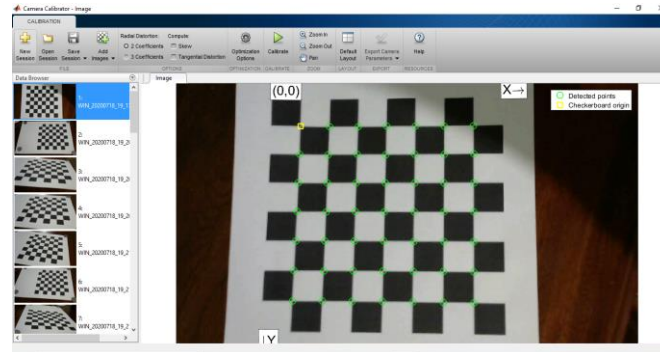 Camera Calibrator - Image
CALIBRATION
New Session
Open Session
Save Session
Add Images
FILE
Radial Distortion:
2 Coefficients
3 Coefficients
Compute:
Skew
Tangential Distortion
OPTIONS
Optimization Options
OPTIMIZATION
Calibrate
CALIBRATE
Zoom In
Zoom Out
Pan
ZOOM
Default Layout
LAYOUT
Export Camera Parameters
EXPORT
Help
RESOURCES
Data Browser
Image
1:
WIN_20200718_19_1
2:
WIN_20200718_19_2
3:
WIN_20200718_19_2
4:
WIN_20200718_19_2
5:
WIN_20200718_19_2
6:
WIN_20200718_19_2
7:
WIN_20200718_19_2
(0,0)
X→
Detected points
Checkerboard origin
Y